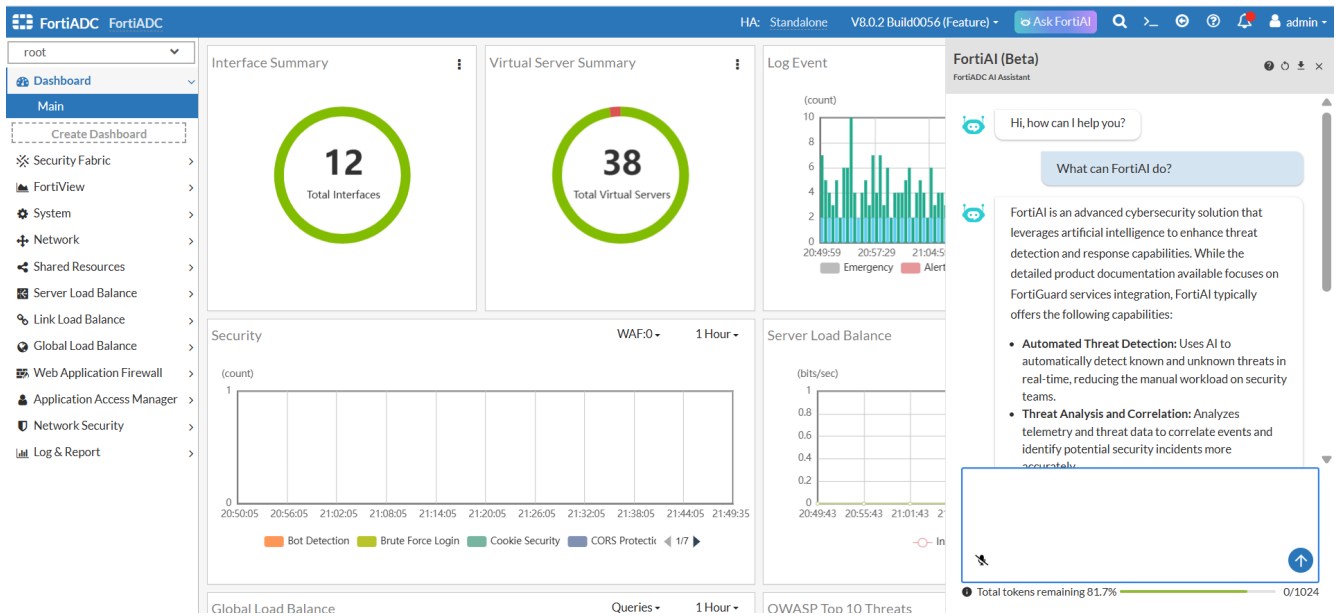 FortiADC FortiADC
HA: Standalone V8.0.2 Build0056 (Feature) Ask FortiAI admin
root
Dashboard
Main
Create Dashboard
Security Fabric
FortiView
System
Network
Shared Resources
Server Load Balance
Link Load Balance
Global Load Balance
Web Application Firewall
Application Access Manager
Network Security
Log & Report
Interface Summary
12
Total Interfaces
Virtual Server Summary
38
Total Virtual Servers
Log Event
(count)
10
8
6
4
2
0
20:49:59 20:57:29 21:04:5
Emergency Alert
Security WAF:0 1 Hour
(count)
1
0
20:50:05 20:56:05 21:02:05 21:08:05 21:14:05 21:20:05 21:26:05 21:32:05 21:38:05 21:44:05 21:49:35
Bot Detection Brute Force Login Cookie Security CORS Protectic 1/7
Server Load Balance
(bits/sec)
1
0.8
0.6
0.4
0.2
0
20:49:43 20:55:43 21:01:43 21
In
Global Load Balance Queries 1 Hour
OWASP Top 10 Threats
FortiAI (Beta)
FortiADC AI Assistant
Hi, how can I help you?
What can FortiAI do?
FortiAI is an advanced cybersecurity solution that
leverages artificial intelligence to enhance threat
detection and response capabilities. While the
detailed product documentation available focuses on
FortiGuard services integration, FortiAI typically
offers the following capabilities:
• Automated Threat Detection: Uses AI to
automatically detect known and unknown threats in
real-time, reducing the manual workload on security
teams.
• Threat Analysis and Correlation: Analyzes
telemetry and threat data to correlate events and
identify potential security incidents more
accurately
Total tokens remaining 81.7% 0/1024